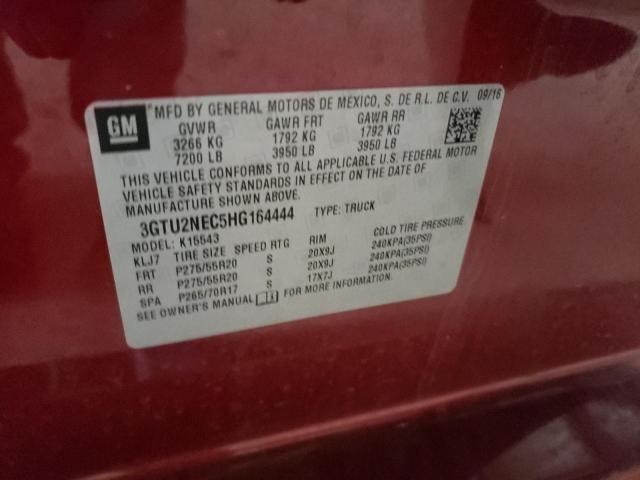 GM
MFD BY GENERAL MOTORS DE MEXICO, S. DE R.L. DE C.V. 09/16
GVWR GAWR FRT GAWR RR
3266 KG 1792 KG 1792 KG
7200 LB 3950 LB 3950 LB
THIS VEHICLE CONFORMS TO ALL APPLICABLE U.S. FEDERAL MOTOR
VEHICLE SAFETY STANDARDS IN EFFECT ON THE DATE OF
MANUFACTURE SHOWN ABOVE.
3GTU2NEC5HG164444 TYPE: TRUCK
MODEL: K15543
KLJ7 TIRE SIZE SPEED RTG RIM COLD TIRE PRESSURE
FRT P275/55R20 S 20X9J 240KPA(35PSI)
RR P275/55R20 S 20X9J 240KPA(35PSI)
SPA P265/70R17 S 17X7J 240KPA(35PSI)
SEE OWNER'S MANUAL FOR MORE INFORMATION.